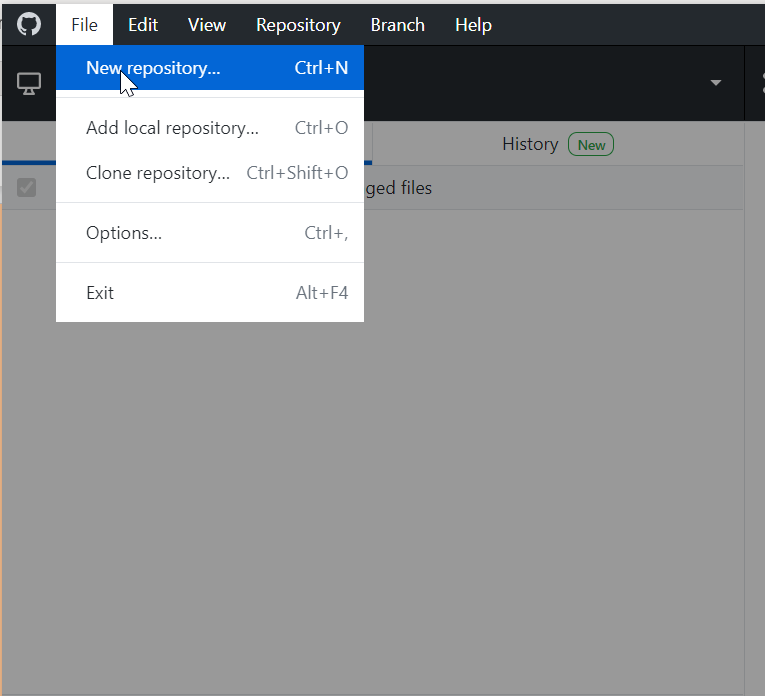 File Edit View Repository Branch Help
New repository... Ctrl+N
Add local repository... Ctrl+O
History New
Clone repository... Ctrl+Shift+O
ged files
Options... Ctrl+,
Exit Alt+F4